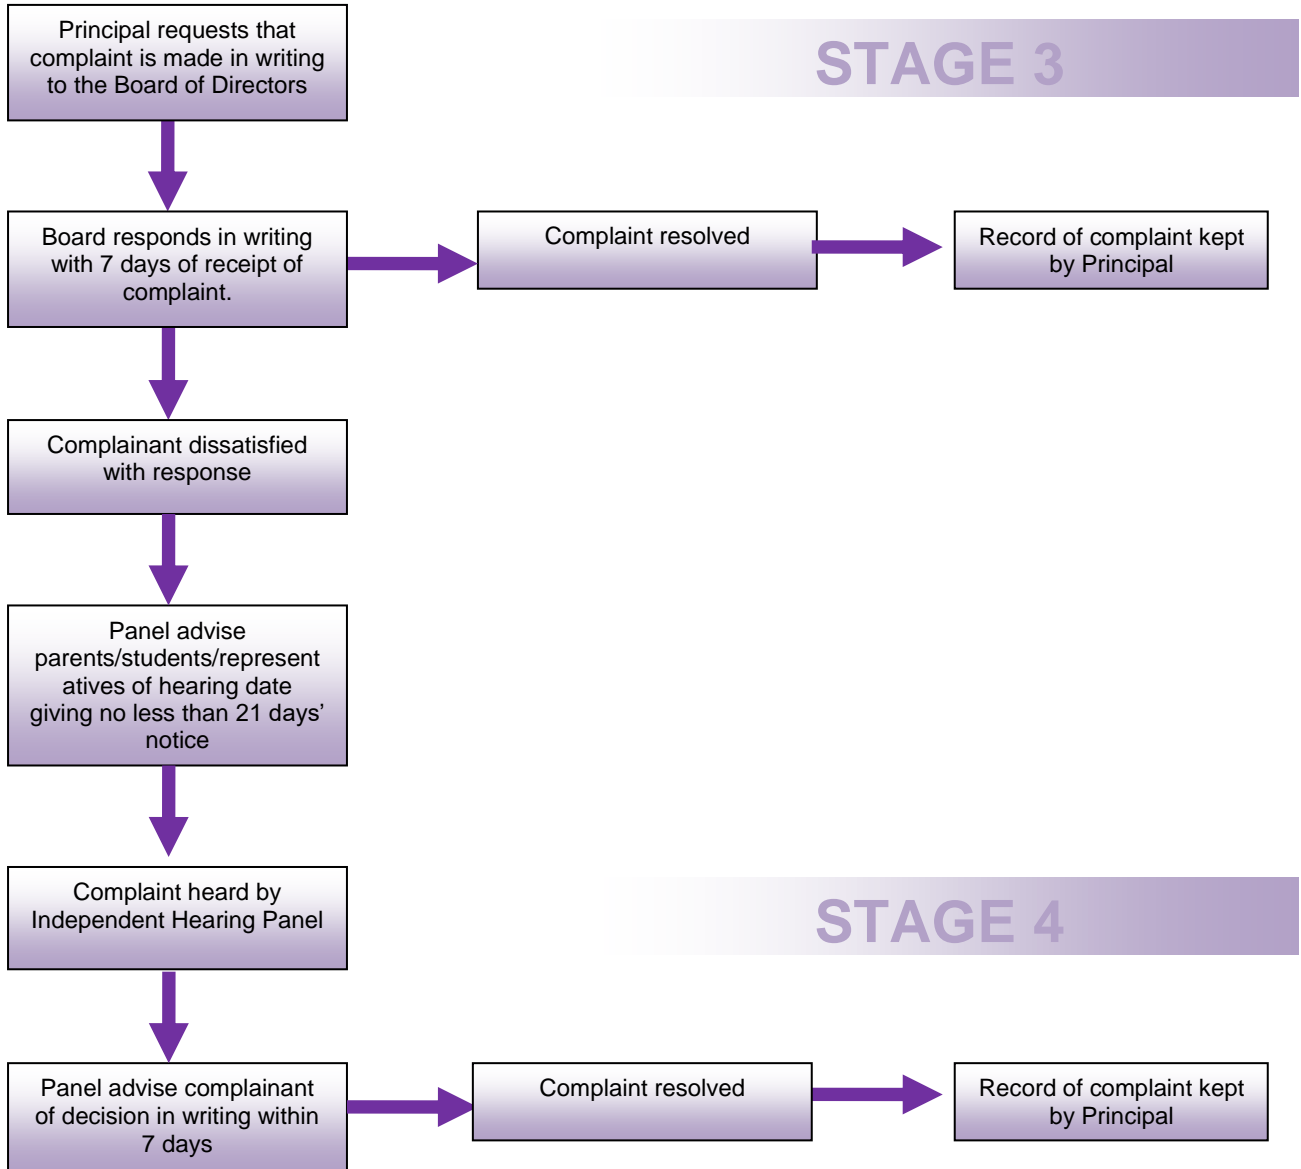 Principal requests that
complaint is made in writing
to the Board of Directors
STAGE 3
Board responds in writing
with 7 days of receipt of
complaint.
Complaint resolved
Record of complaint kept
by Principal
Complainant dissatisfied
with response
Panel advise
parents/students/represent
atives of hearing date
giving no less than 21 days’
notice
Complaint heard by
Independent Hearing Panel
STAGE 4
Panel advise complainant
of decision in writing within
7 days
Complaint resolved
Record of complaint kept
by Principal